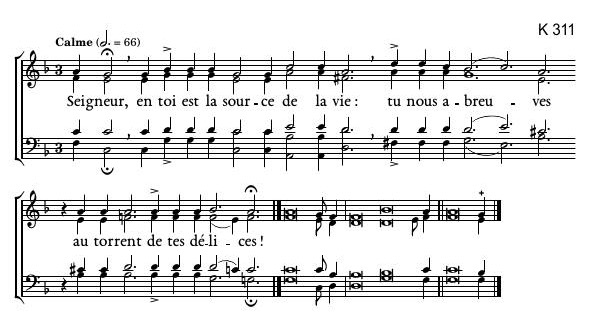 K 311
Calme (𝅗𝅥. = 66)
Seigneur, en toi est la sour-ce de la vie : tu nous a-breu-ves
au torrent de tes dé-li-ces !